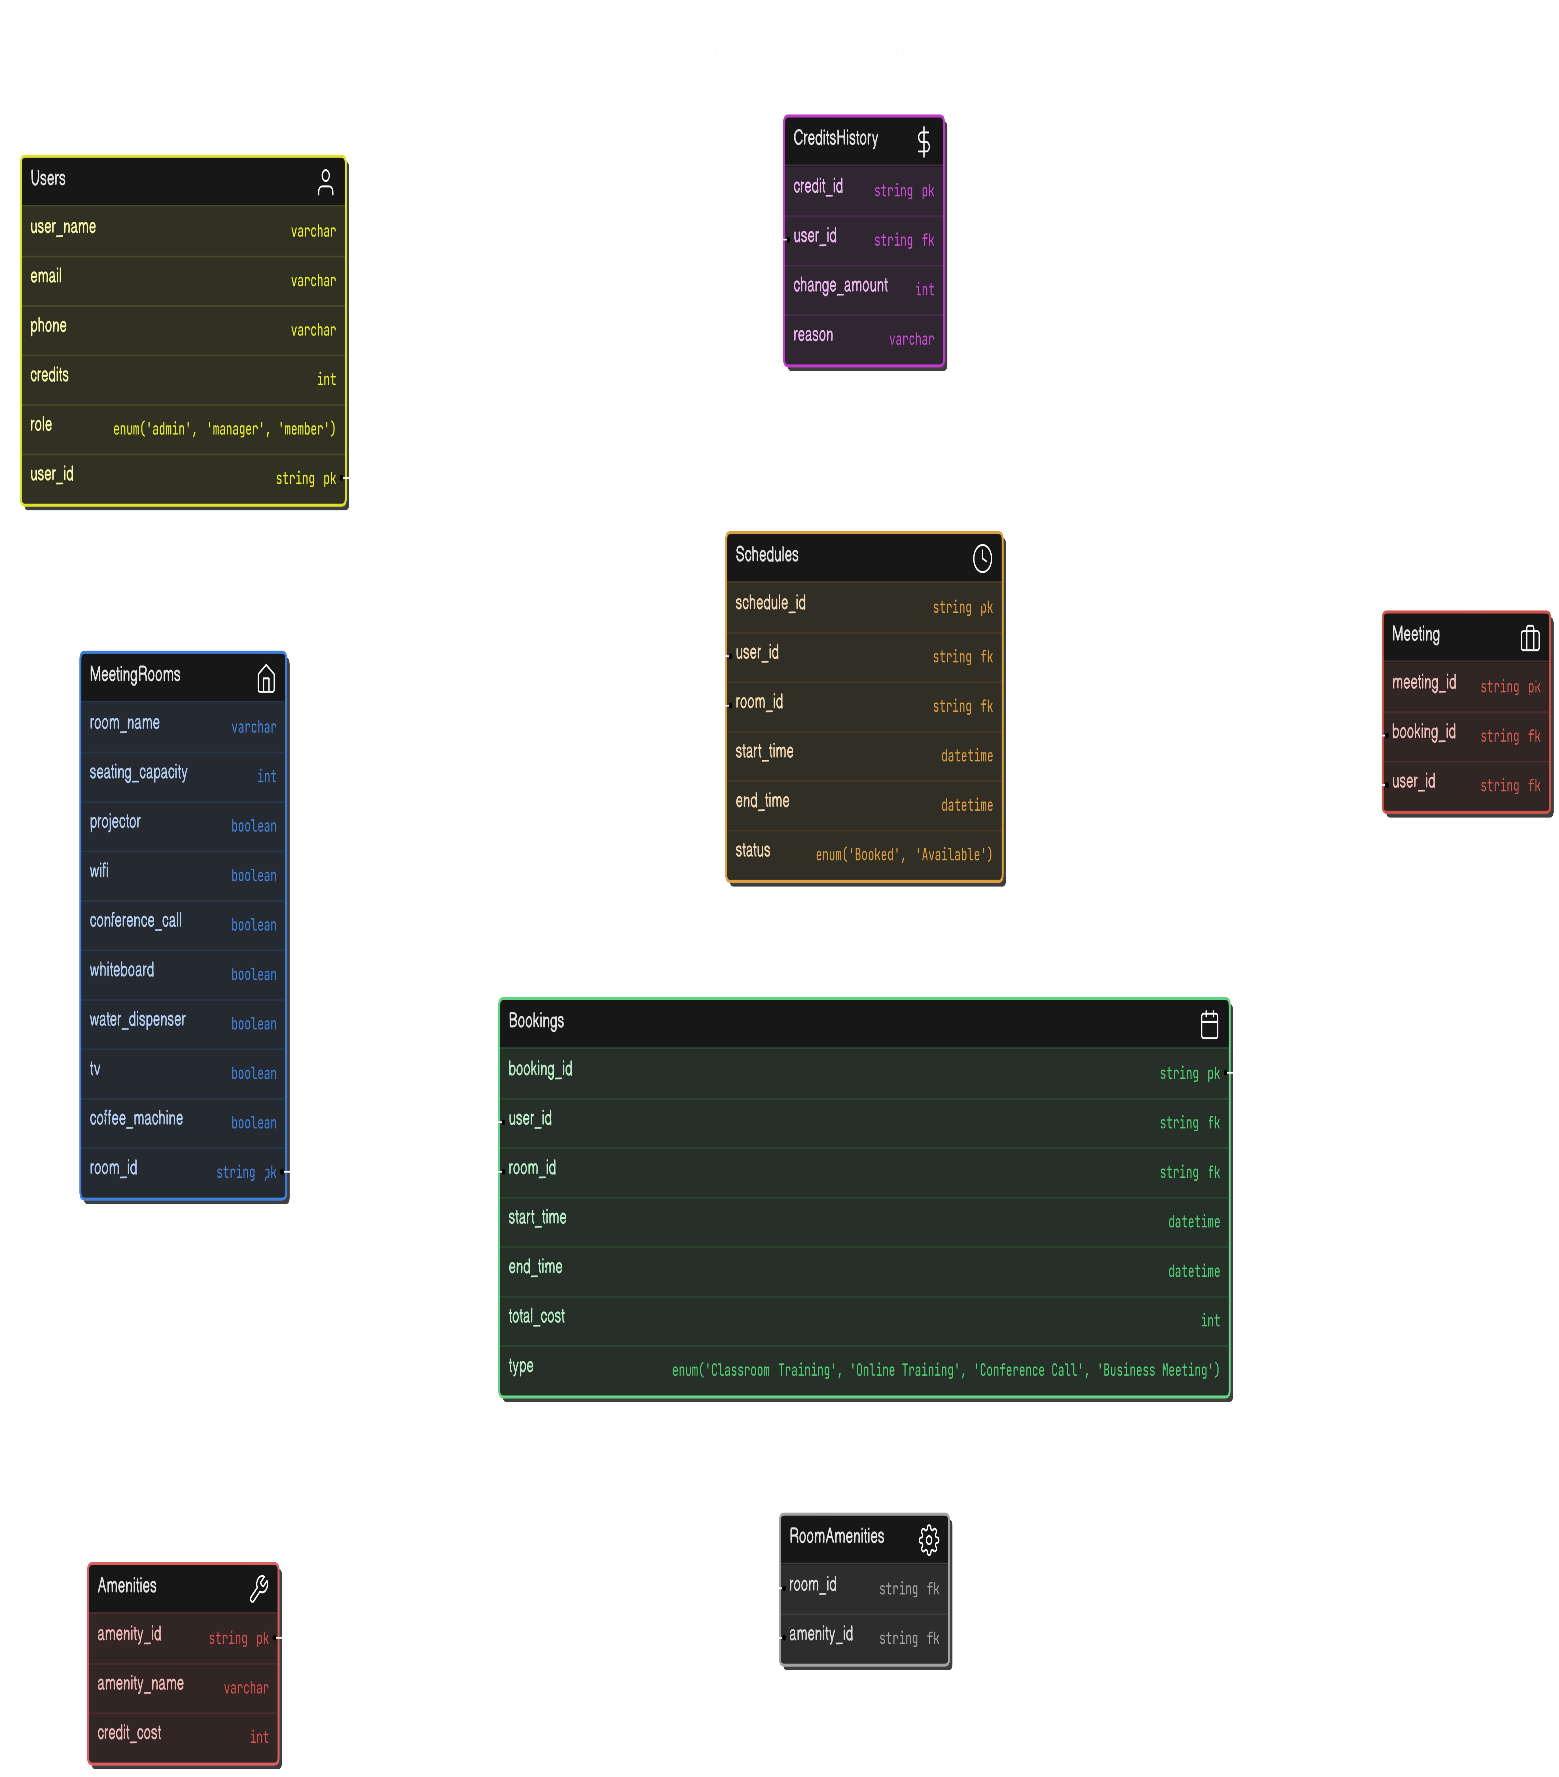 Users
user_name varchar
email varchar
phone varchar
credits int
role enum('admin', 'manager', 'member')
user_id string pk
CreditsHistory
credit_id string pk
user_id string fk
change_amount int
reason varchar
Schedules
schedule_id string pk
user_id string fk
room_id string fk
start_time datetime
end_time datetime
status enum('Booked', 'Available')
Meeting
meeting_id string pk
booking_id string fk
user_id string fk
MeetingRooms
room_name varchar
seating_capacity int
projector boolean
wifi boolean
conference_call boolean
whiteboard boolean
water_dispenser boolean
tv boolean
coffee_machine boolean
room_id string pk
Bookings
booking_id string pk
user_id string fk
room_id string fk
start_time datetime
end_time datetime
total_cost int
type enum('Classroom Training', 'Online Training', 'Conference Call', 'Business Meeting')
RoomAmenities
room_id string fk
amenity_id string fk
Amenities
amenity_id string pk
amenity_name varchar
credit_cost int